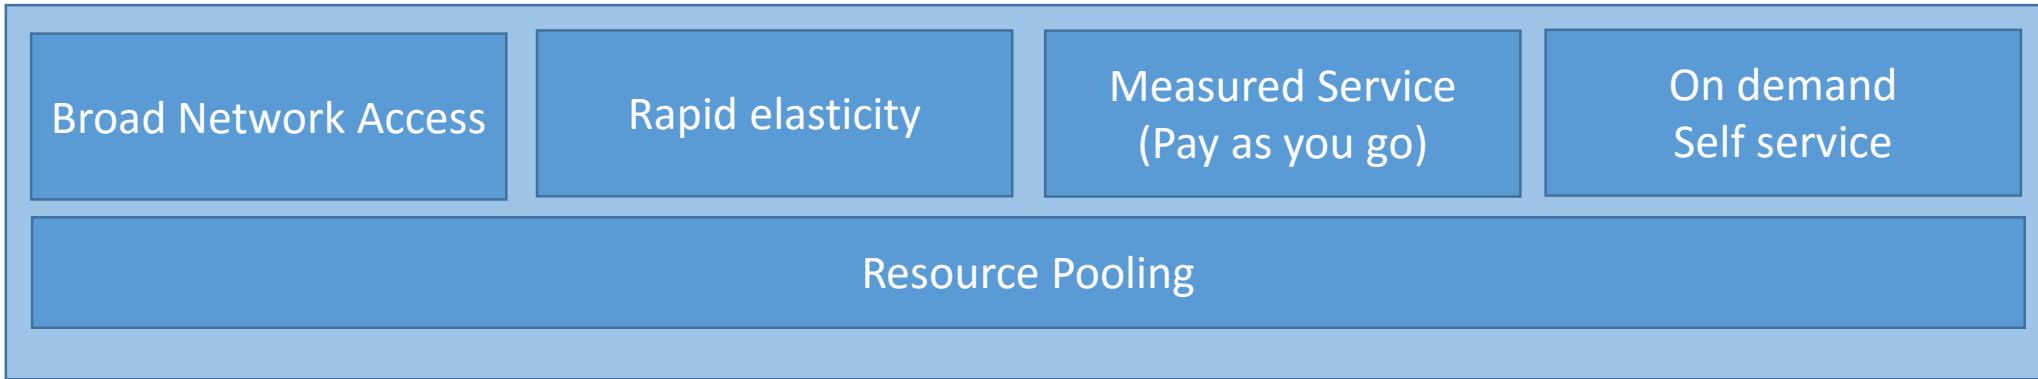 Broad Network Access
Rapid elasticity
Measured Service
(Pay as you go)
On demand
Self service
Resource Pooling